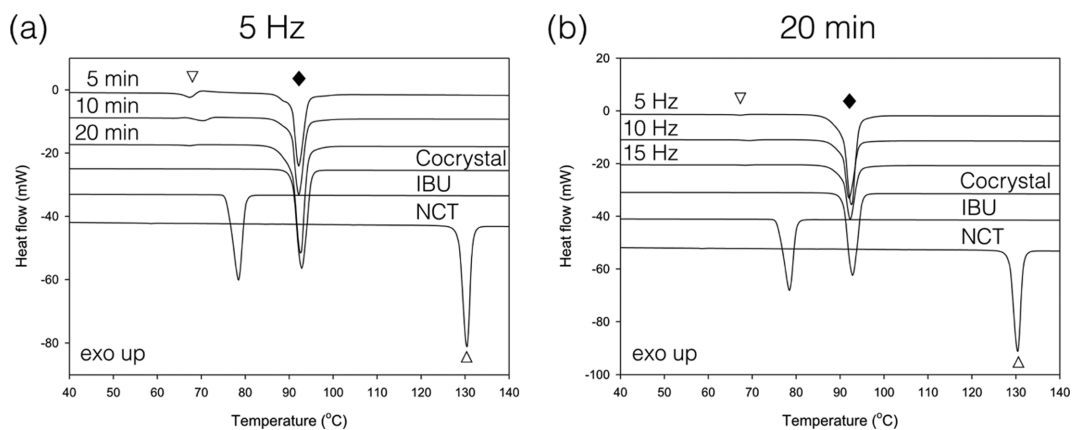 (a) 5 Hz
5 min
10 min
20 min
Cocrystal
IBU
NCT
exo up
0
-20
-40
-60
-80
Heat flow (mW)
40 50 60 70 80 90 100 110 120 130 140
Temperature (°C)
(b) 20 min
5 Hz
10 Hz
15 Hz
Cocrystal
IBU
NCT
exo up
20
0
-20
-40
-60
-80
-100
Heat flow (mW)
40 50 60 70 80 90 100 110 120 130 140
Temperature (°C)